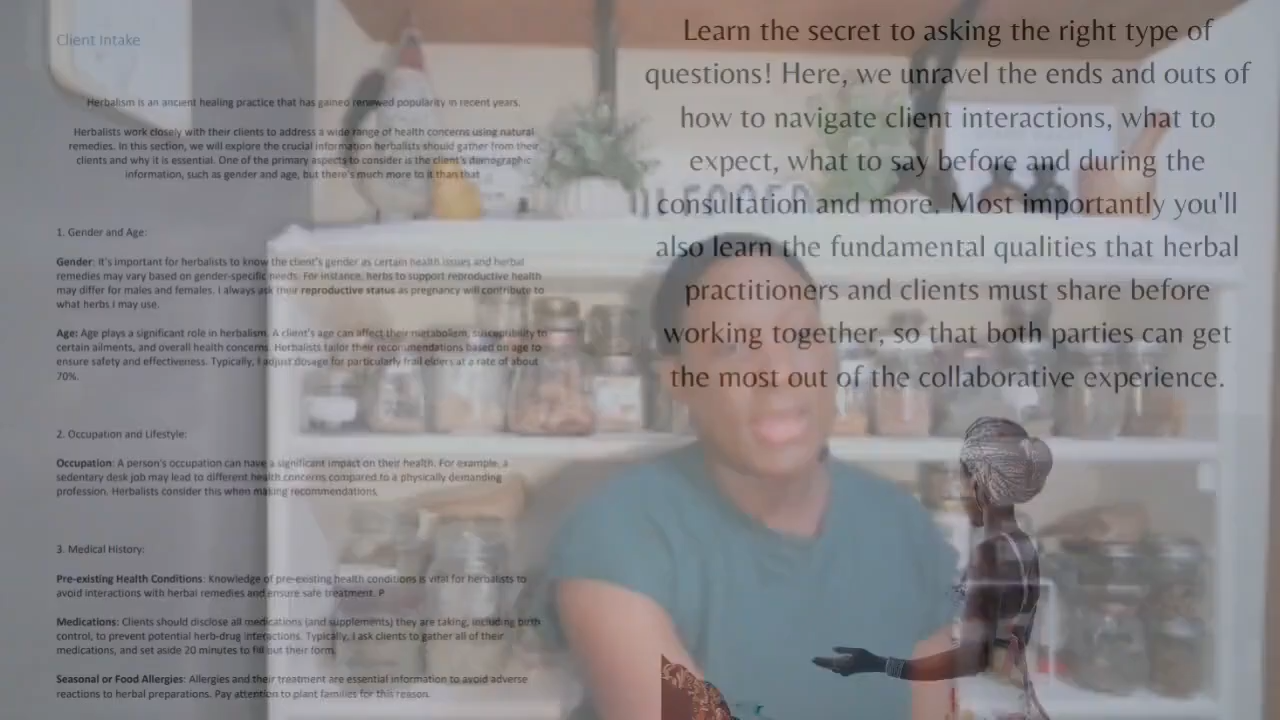 Client Intake
Herbalism is an ancient healing practice that has gained renewed popularity in recent years.
Herbalists work closely with their clients to address a wide range of health concerns using natural
remedies. In this section, we will explore the crucial information herbalists should gather from their
clients and why it is essential. One of the primary aspects to consider is the client's demographic
information, such as gender and age, but there's much more to it than that
1. Gender and Age:
Gender: It's important for herbalists to know the client's gender as certain health issues and herbal
remedies may vary based on gender-specific needs. For instance, herbs to support reproductive health
may differ for males and females. I always ask their reproductive status as pregnancy will contribute to
what herbs I may use.
Age: Age plays a significant role in herbalism. A client's age can affect their metabolism, susceptibility to
certain ailments, and overall health concerns. Herbalists tailor their recommendations based on age to
ensure safety and effectiveness. Typically, I adjust dosage for particularly frail elders at a rate of about
70%.
2. Occupation and Lifestyle:
Occupation: A person's occupation can have a significant impact on their health. For example, a
sedentary desk job may lead to different health concerns compared to a physically demanding
profession. Herbalists consider this when making recommendations.
3. Medical History:
Pre-existing Health Conditions: Knowledge of pre-existing health conditions is vital for herbalists to
avoid interactions with herbal remedies and ensure safe treatment. P
Medications: Clients should disclose all medications (and supplements) they are taking, including birth
control, to prevent potential herb-drug interactions. Typically, I ask clients to gather all of their
medications, and set aside 20 minutes to fill out their form.
Seasonal or Food Allergies: Allergies and their treatment are essential information to avoid adverse
reactions to herbal preparations. Pay attention to plant families for this reason.
Learn the secret to asking the right type of
questions! Here, we unravel the ends and outs of
how to navigate client interactions, what to
expect, what to say before and during the
consultation and more. Most importantly you'll
also learn the fundamental qualities that herbal
practitioners and clients must share before
working together, so that both parties can get
the most out of the collaborative experience.